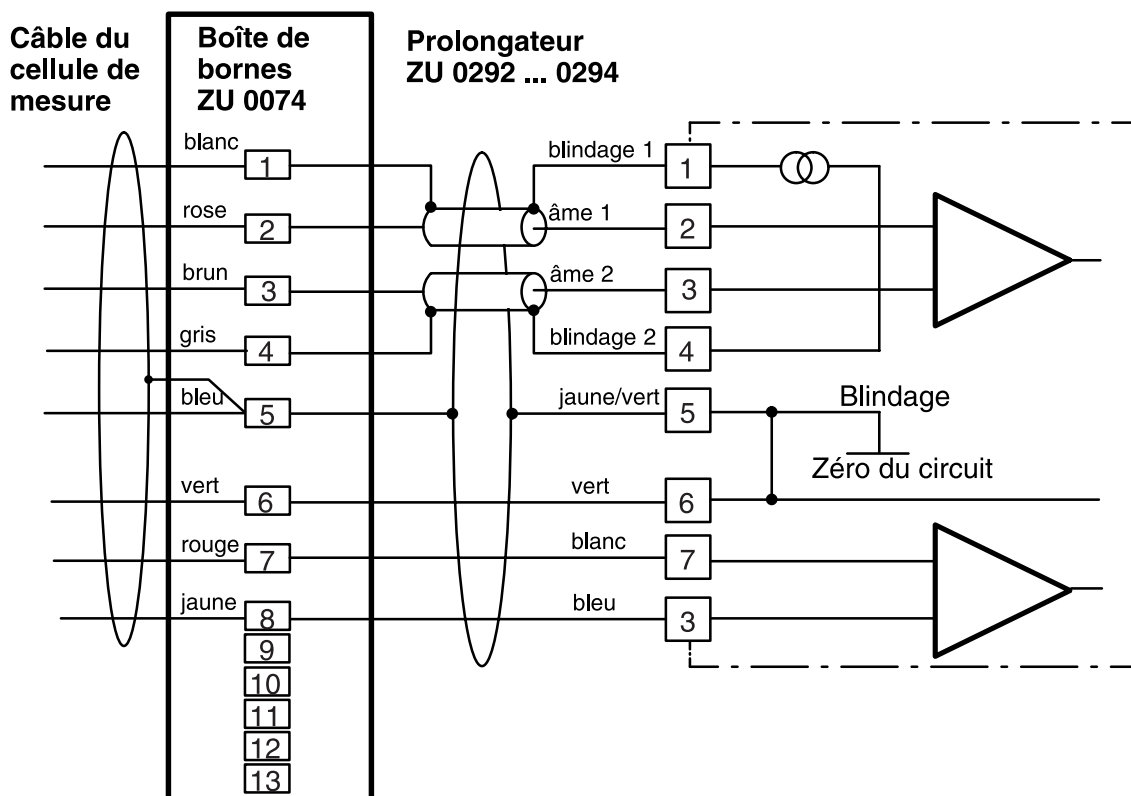 Câble du
cellule de
mesure
Boîte de
bornes
ZU 0074
Prolongateur
ZU 0292 ... 0294
blanc
1
blindage 1
1
rose
2
âme 1
2
brun
3
âme 2
3
gris
4
blindage 2
4
bleu
5
jaune/vert
5
Blindage
Zéro du circuit
vert
6
vert
6
rouge
7
blanc
7
jaune
8
bleu
3
9
10
11
12
13